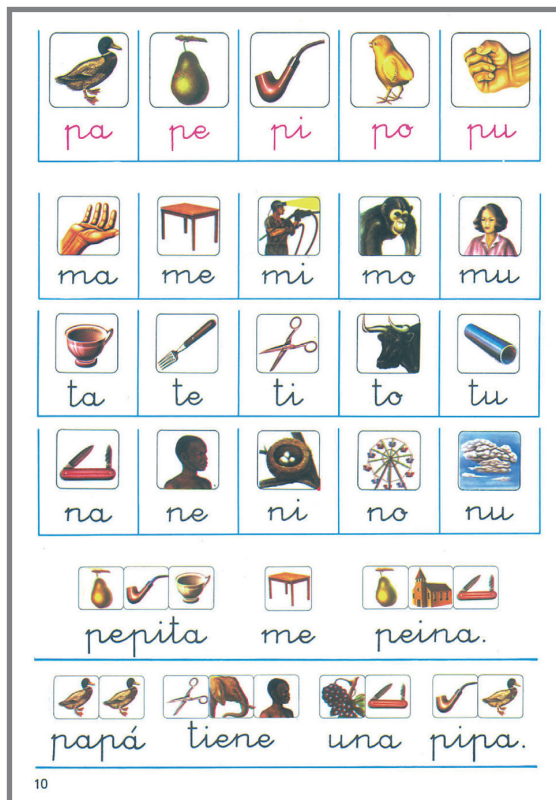 pa pe pi po pu
ma me mi mo mu
ta te ti to tu
na ne ni no nu
pepita me peina.
papá tiene una pipa.
10